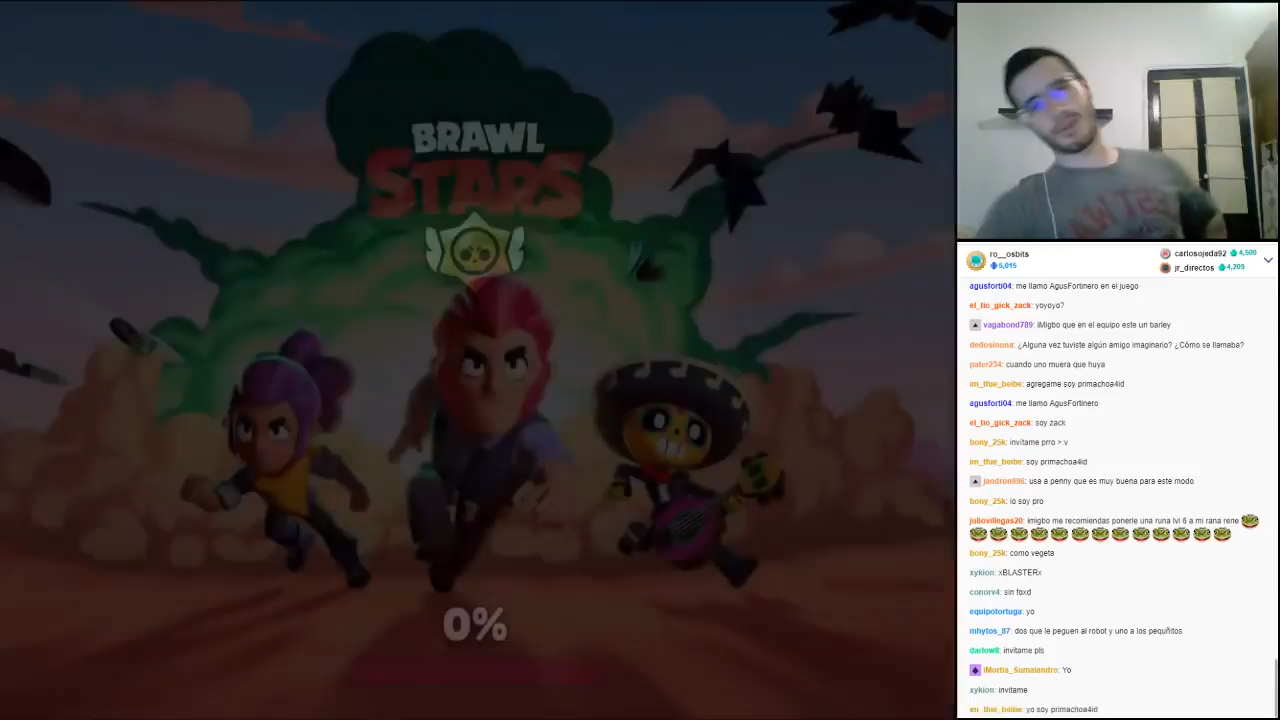 BRAWL
STARS
0%
ro__osbits
5,015
carlosojeda92 4,500
jr_directos 4,209
agusforti04: me llamo AgusFortinero en el juego
el_tio_gick_zack: yoyoyo?
vagabond789: iMigbo que en el equipo este un barley
dedosinuna: ¿Alguna vez tuviste algún amigo imaginario? ¿Cómo se llamaba?
pater234: cuando uno muera que huya
im_tfue_beibe: agregame soy primachoa4id
agusforti04: me llamo AgusFortinero
el_tio_gick_zack: soy zack
bony_25k: invítame prro >:v
im_tfue_beibe: soy primachoa4id
jandron996: usa a penny que es muy buena para este modo
bony_25k: io soy pro
juliovillegas20: imigbo me recomiendas ponerle una runa lvl 6 a mi rana rene
bony_25k: como vegeta
xykion: xBLASTERx
conorv4: sin foxd
equipotortuga: yo
mhytos_87: dos que le peguen al robot y uno a los pequñitos
darlow8: invitame pls
iMortis_Sumalandro: Yo
xykion: invitame
im_tfue_beibe: yo soy primachoa4id